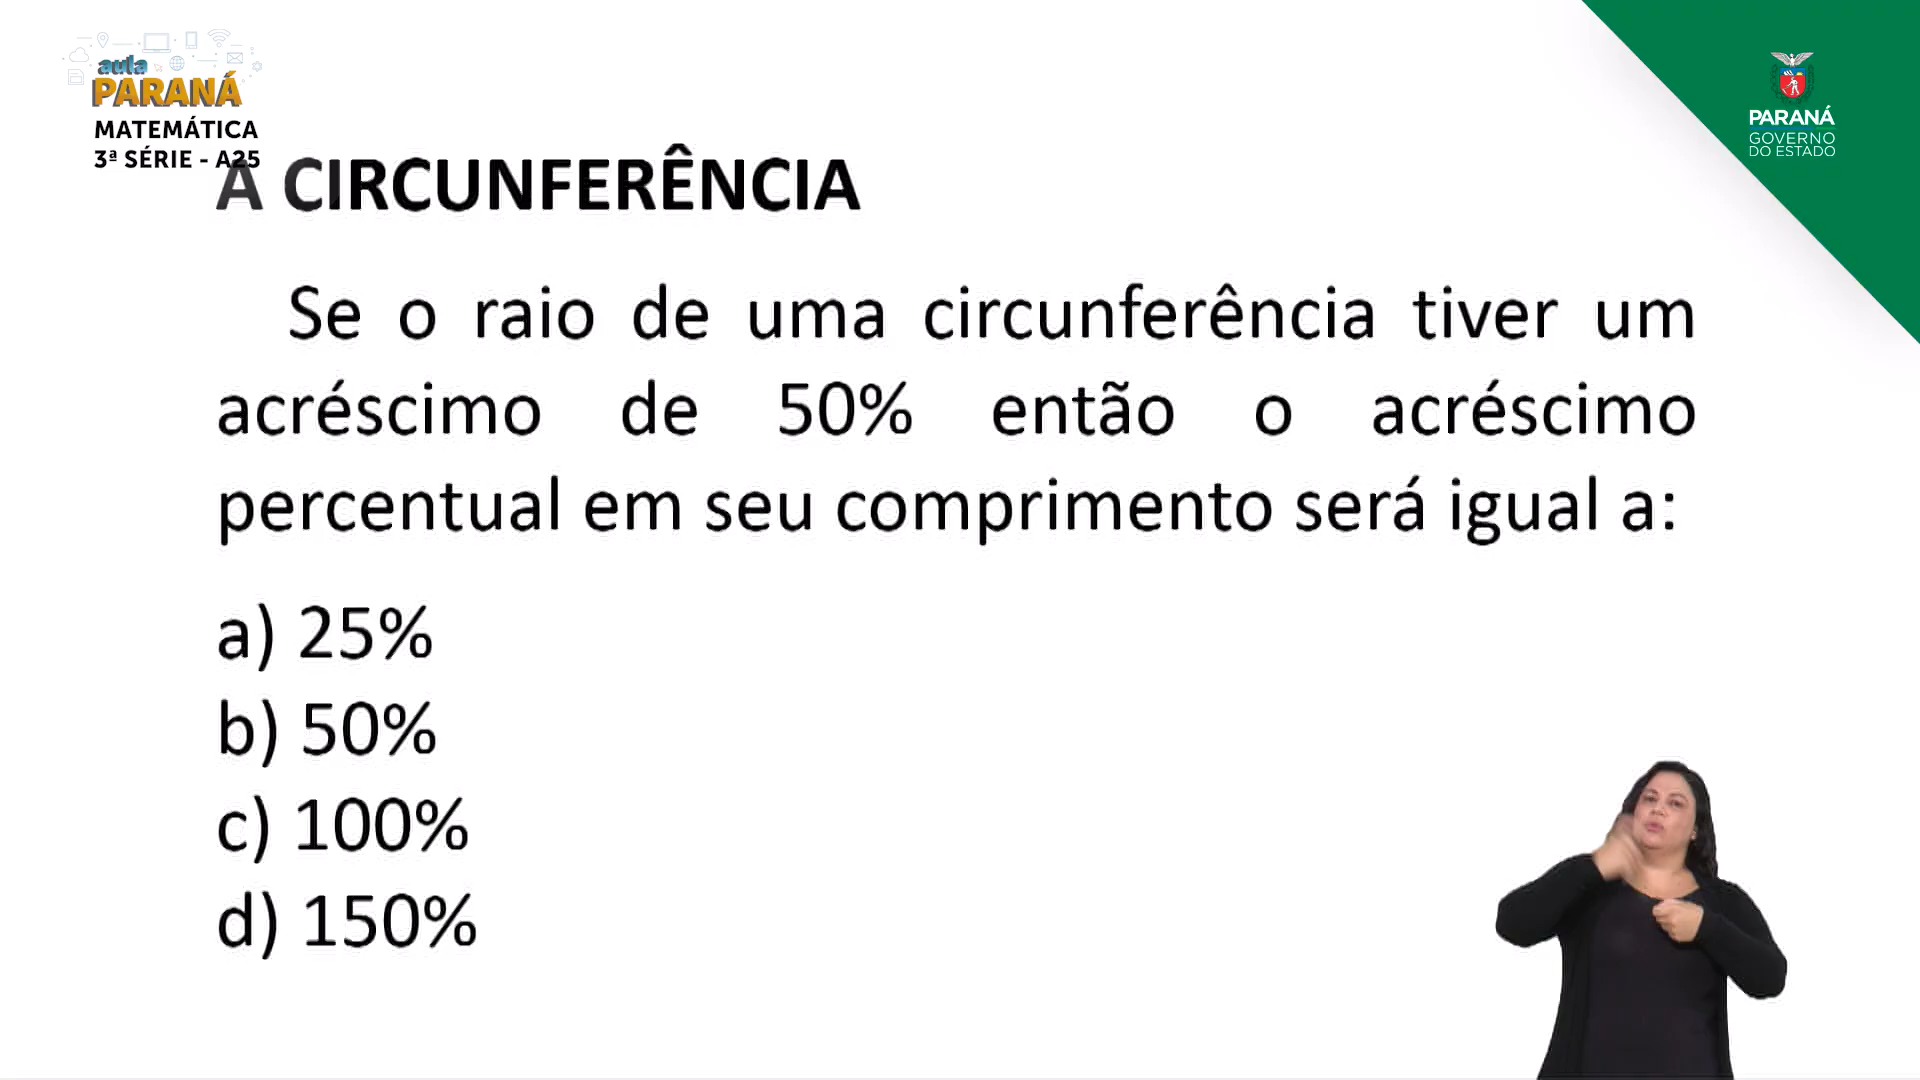 aula
PARANÁ
MATEMÁTICA
3ª SÉRIE - A25
PARANÁ
GOVERNO
DO ESTADO
A CIRCUNFERÊNCIA
Se o raio de uma circunferência tiver um
acréscimo de 50% então o acréscimo
percentual em seu comprimento será igual a:
a) 25%
b) 50%
c) 100%
d) 150%